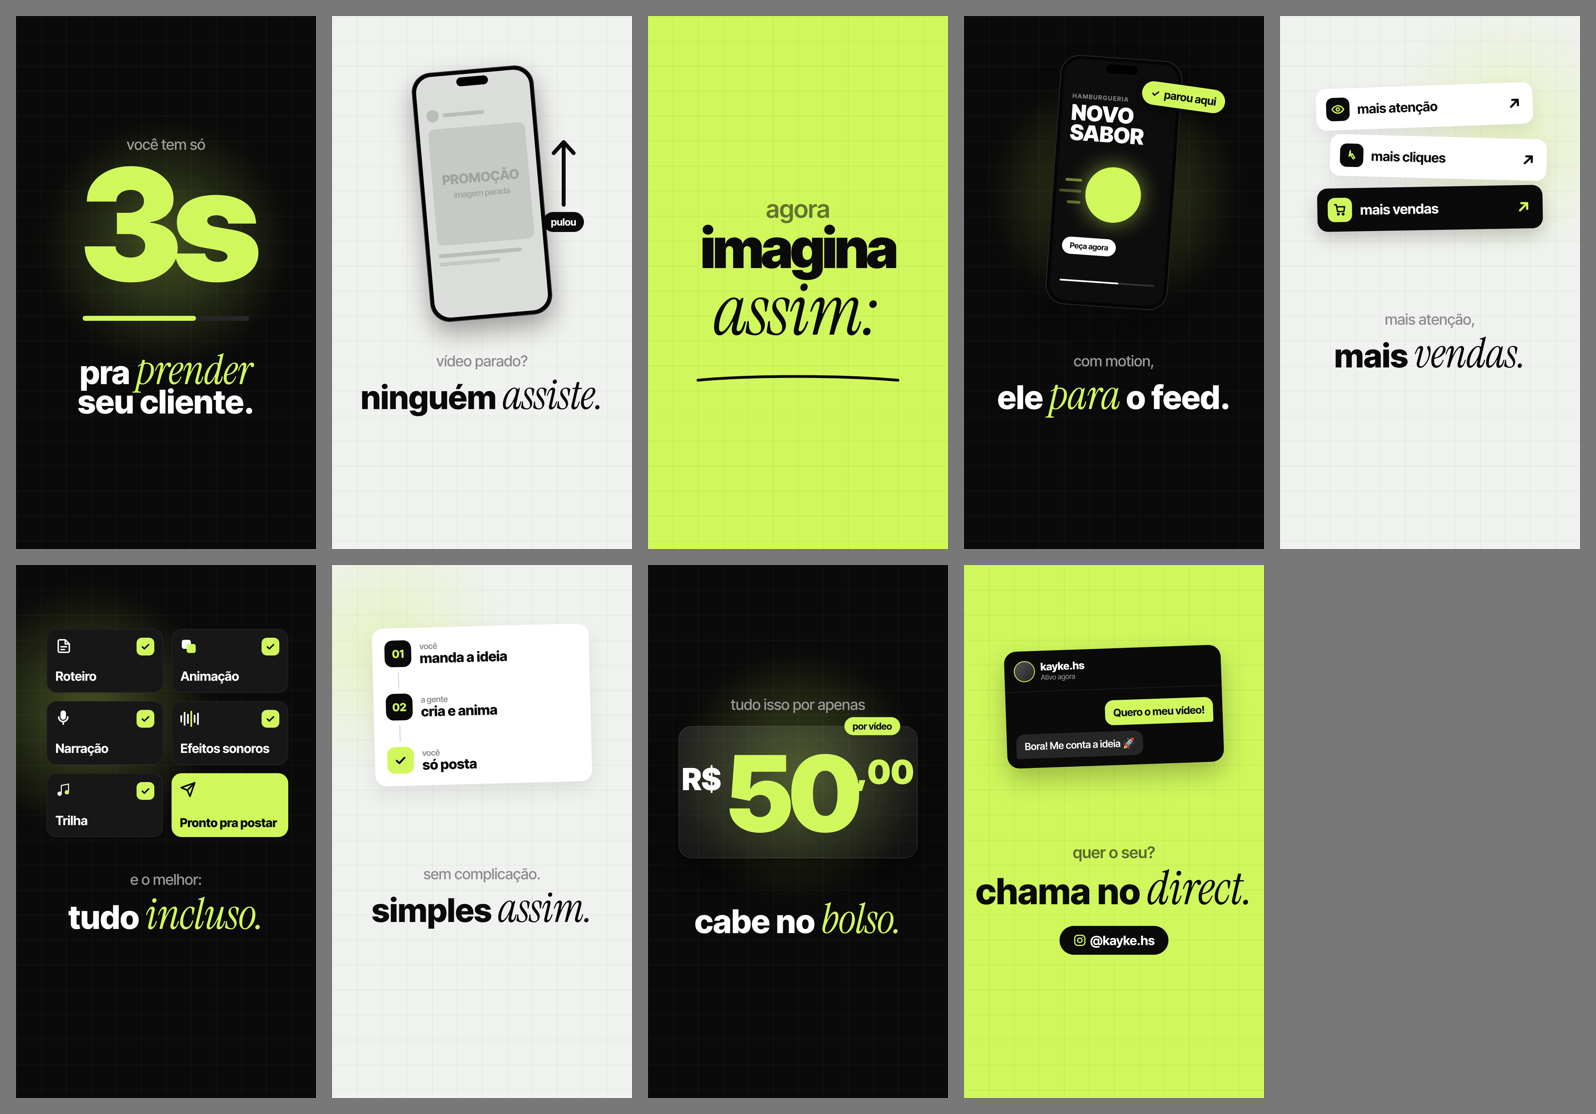 você tem só
3s
pra prender
seu cliente.
PROMOÇÃO
imagem parada
pulou
vídeo parado?
ninguém assiste.
agora
imagina
assim:
HAMBURGUERIA
NOVO
SABOR
✓ parou aqui
Peça agora
com motion,
ele para o feed.
mais atenção
mais cliques
mais vendas
mais atenção,
mais vendas.
Roteiro
Animação
Narração
Efeitos sonoros
Trilha
Pronto pra postar
e o melhor:
tudo incluso.
01
você
manda a ideia
02
a gente
cria e anima
você
só posta
sem complicação.
simples assim.
tudo isso por apenas
por vídeo
R$ 50,00
cabe no bolso.
kayke.hs
Ativo agora
Quero o meu vídeo!
Bora! Me conta a ideia 🚀
quer o seu?
chama no direct.
@kayke.hs